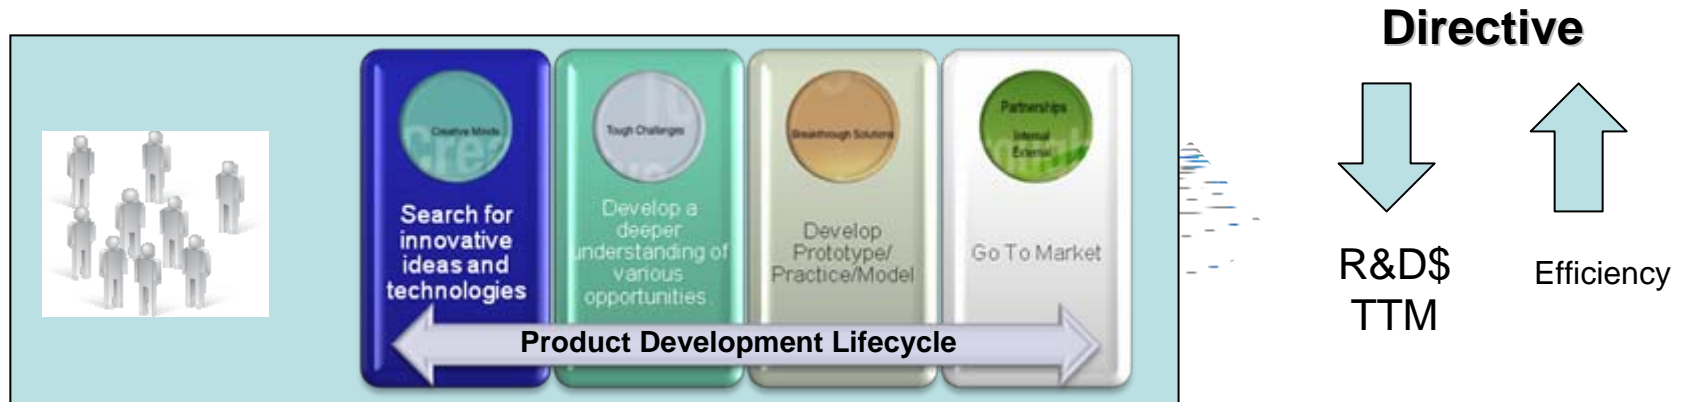 Directive
Creative Minds
Search for
innovative
ideas and
technologies
Tough Challenges
Develop a
deeper
understanding of
various
opportunities
Breakthrough Solutions
Develop
Prototype/
Practice/Model
Partnerships
Internal
External
Go To Market
Product Development Lifecycle
R&D$
TTM
Efficiency